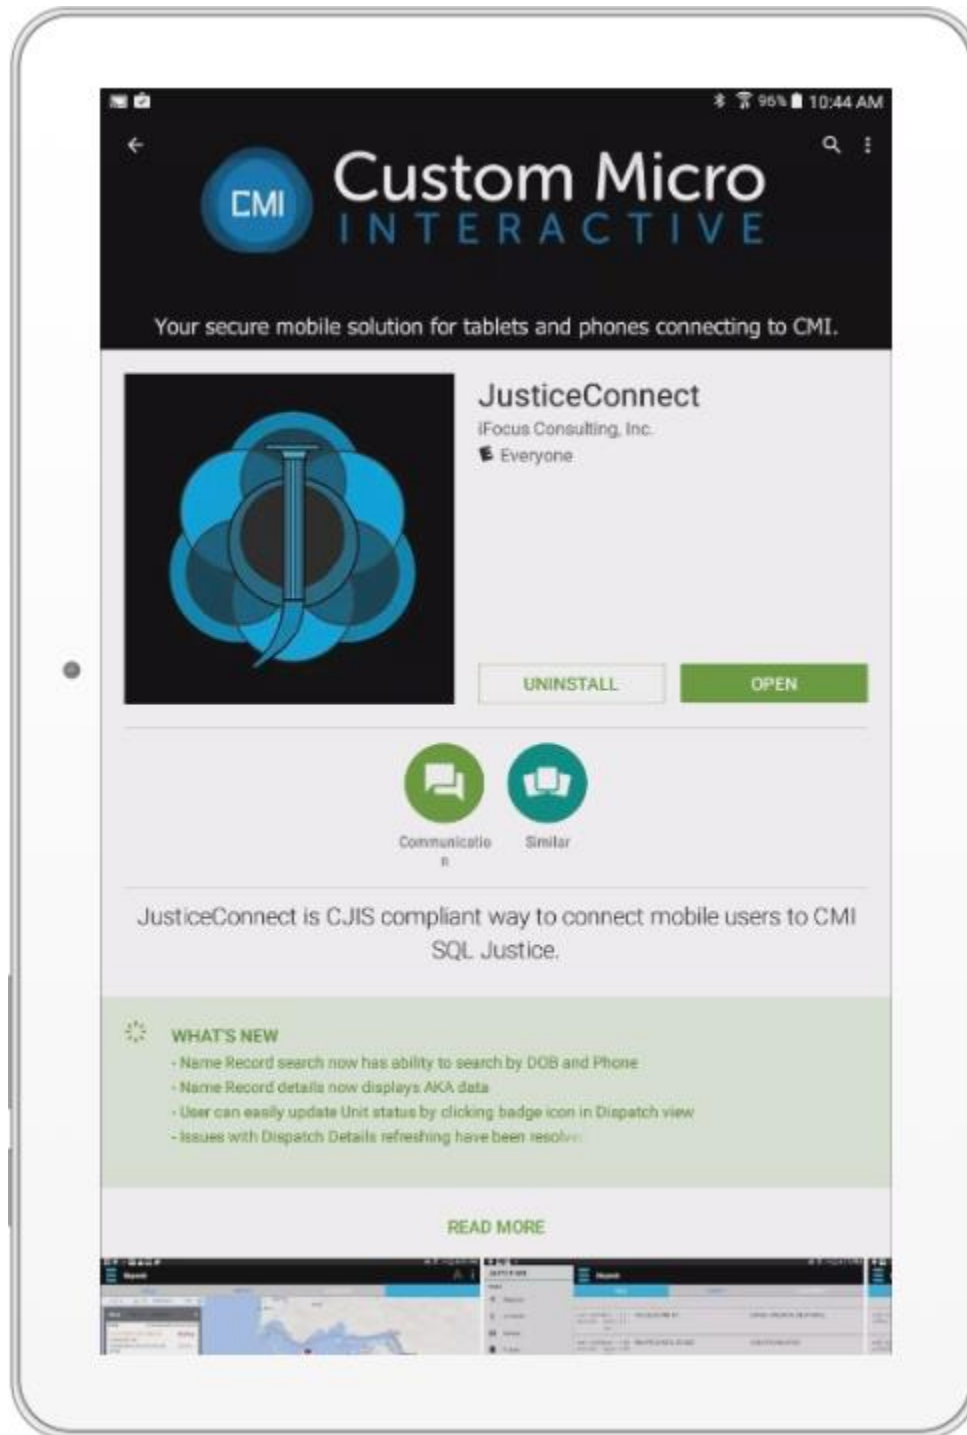 96% 10:44 AM
CMI
Custom Micro
INTERACTIVE
Your secure mobile solution for tablets and phones connecting to CMI.
JusticeConnect
iFocus Consulting, Inc.
E Everyone
UNINSTALL
OPEN
Communicatio
n
Similar
JusticeConnect is CJIS compliant way to connect mobile users to CMI
SQL Justice.
WHAT'S NEW
- Name Record search now has ability to search by DOB and Phone
- Name Record details now displays AKA data
- User can easily update Unit status by clicking badge icon in Dispatch view
- Issues with Dispatch Details refreshing have been resolve
READ MORE